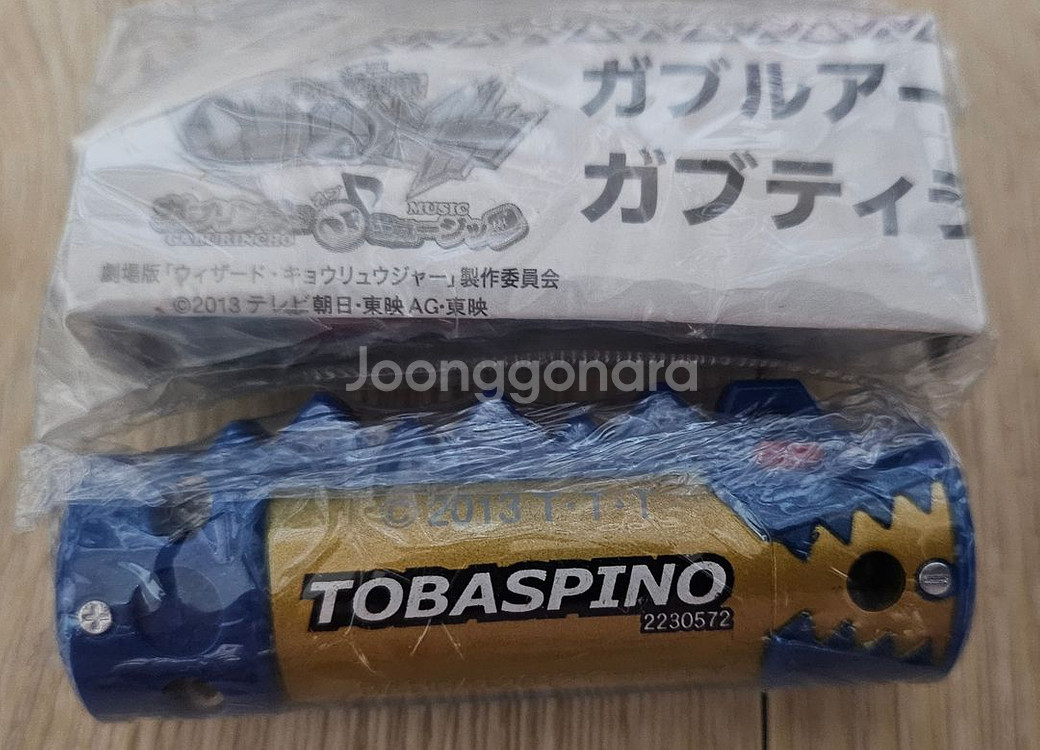 ガブルアー
ガブティ
MUSIC
GABURINCHO
OF
劇場版「ウィザード・キョウリュウジャー」製作委員会
©2013 テレビ朝日・東映AG・東映
Joonggonara
© 2013 T・T・I
TOBASPINO
2230572